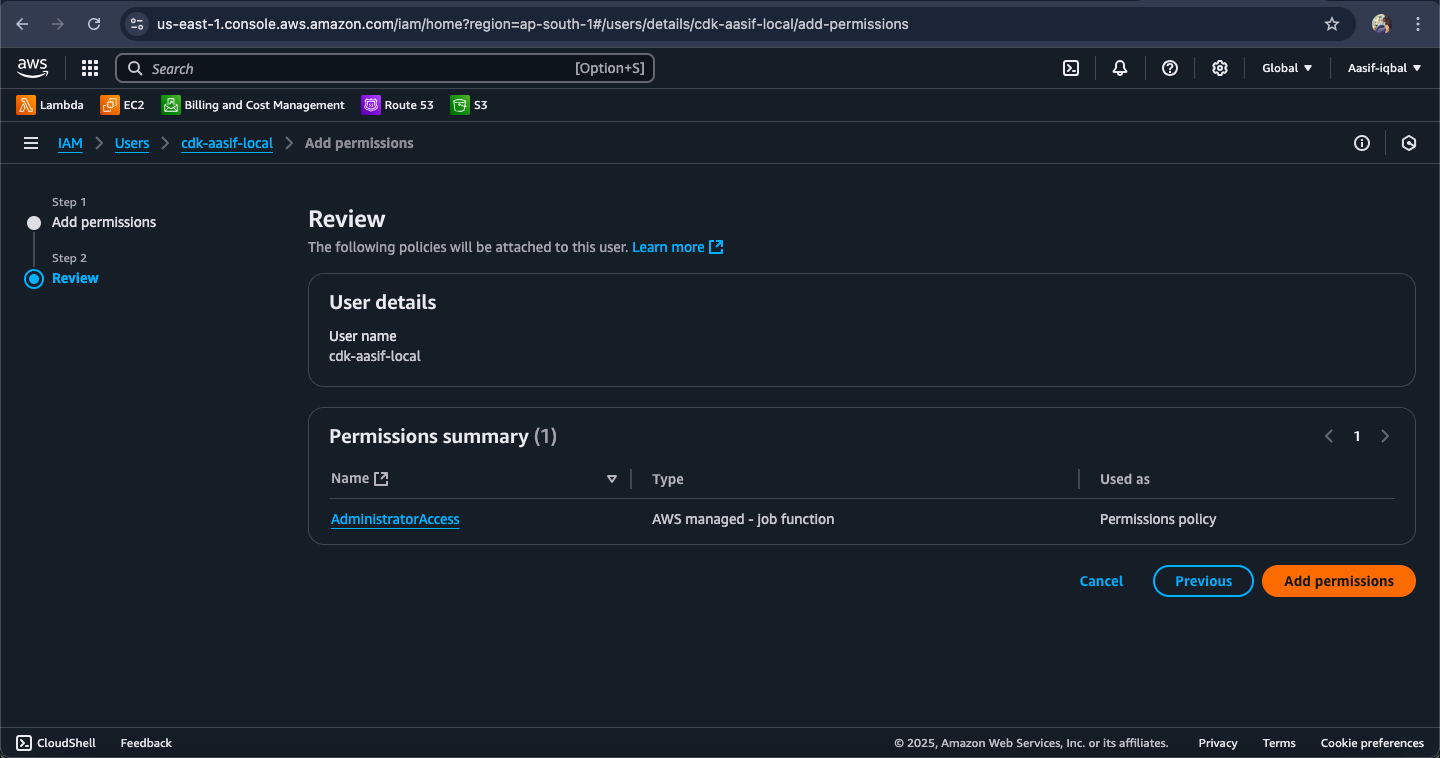 us-east-1.console.aws.amazon.com/iam/home?region=ap-south-1#/users/details/cdk-aasif-local/add-permissions
aws Search [Option+S] Global Aasif-iqbal
Lambda EC2 Billing and Cost Management Route 53 S3
IAM Users cdk-aasif-local Add permissions
Step 1
Add permissions
Step 2
Review
Review
The following policies will be attached to this user. Learn more
User details
User name
cdk-aasif-local
Permissions summary (1) 1
Name Type Used as
AdministratorAccess AWS managed - job function Permissions policy
Cancel Previous Add permissions
CloudShell Feedback © 2025, Amazon Web Services, Inc. or its affiliates. Privacy Terms Cookie preferences